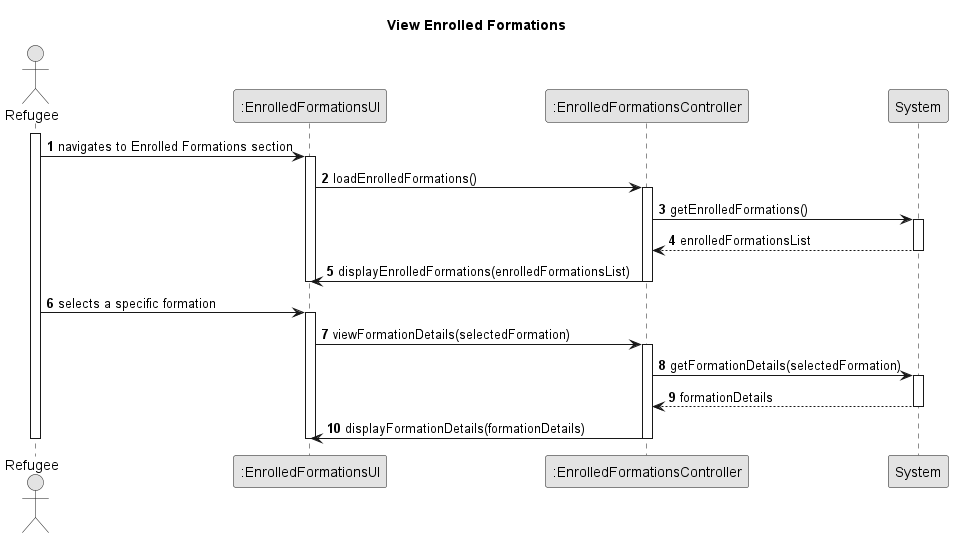 View Enrolled Formations
Refugee
:EnrolledFormationsUI
:EnrolledFormationsController
System
1 navigates to Enrolled Formations section
2 loadEnrolledFormations()
3 getEnrolledFormations()
4 enrolledFormationsList
5 displayEnrolledFormations(enrolledFormationsList)
6 selects a specific formation
7 viewFormationDetails(selectedFormation)
8 getFormationDetails(selectedFormation)
9 formationDetails
10 displayFormationDetails(formationDetails)
Refugee
:EnrolledFormationsUI
:EnrolledFormationsController
System